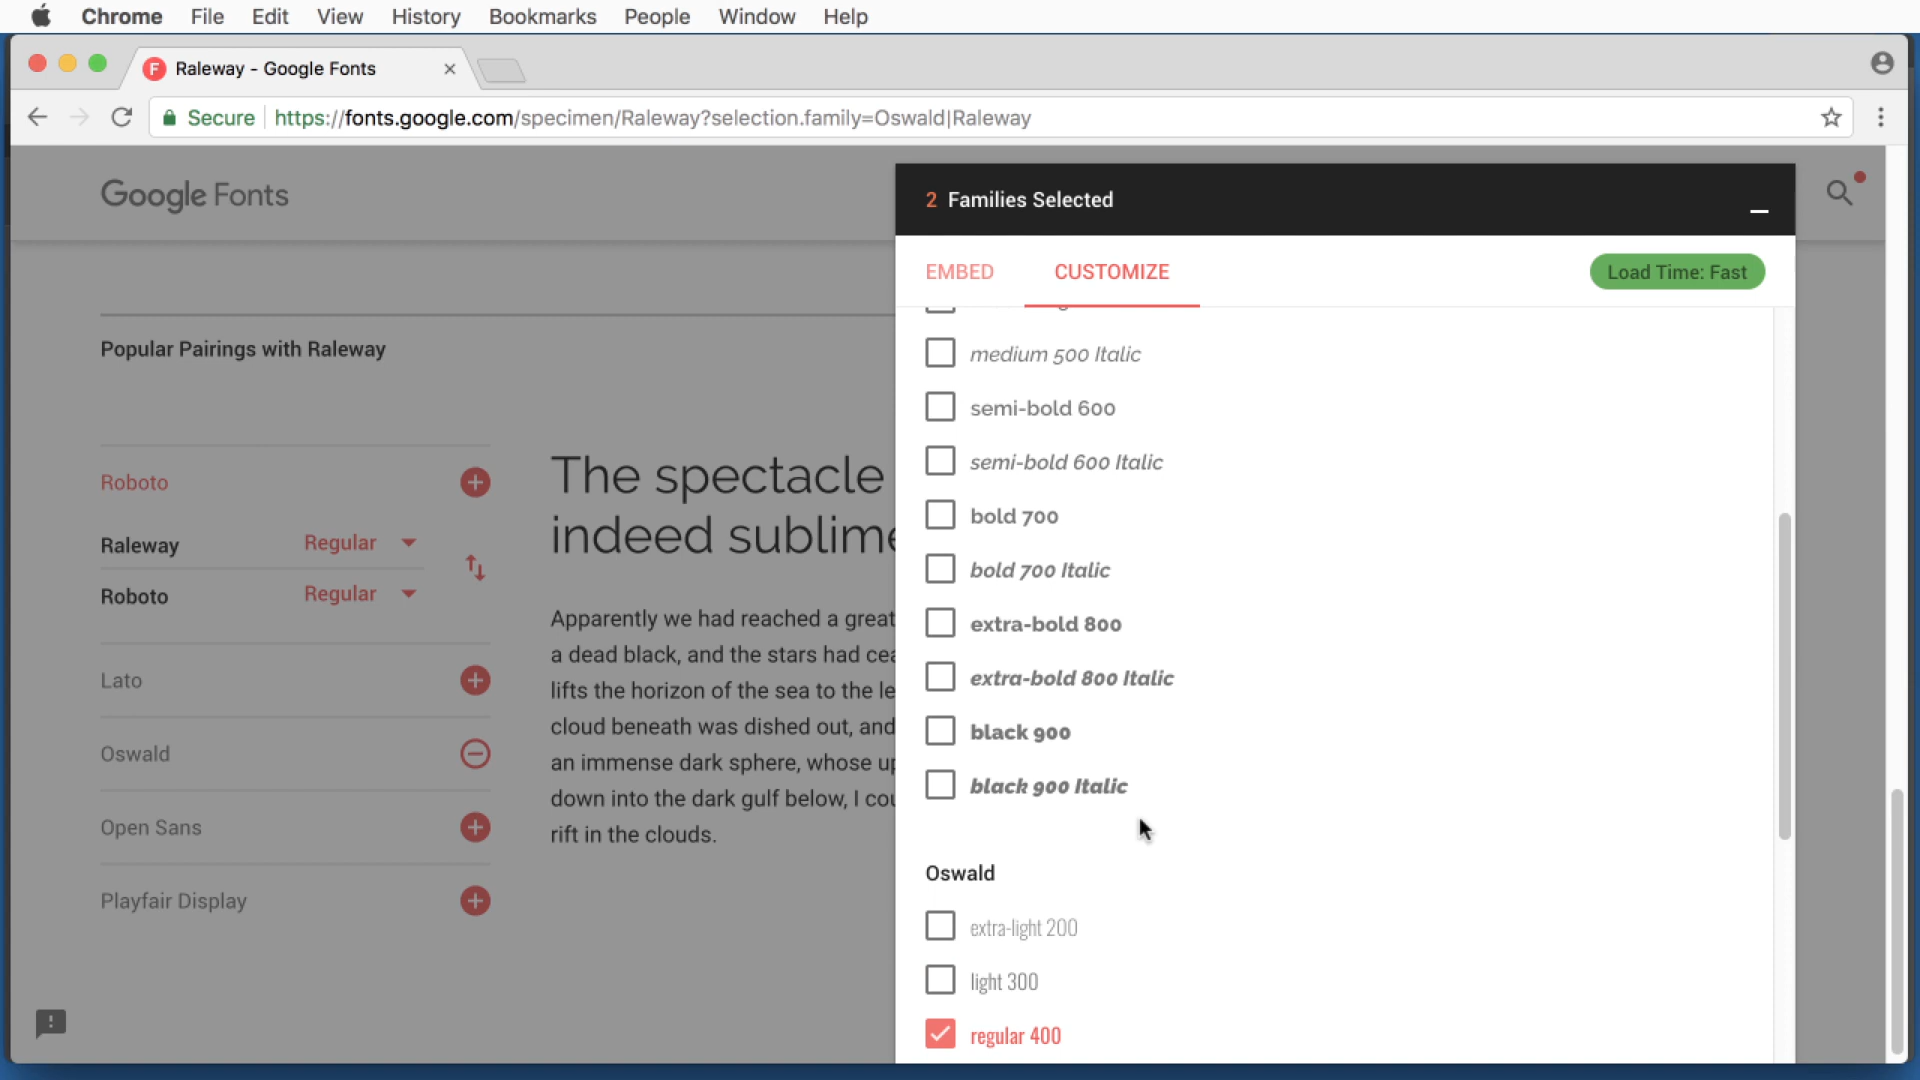 Chrome File Edit View History Bookmarks People Window Help
Raleway - Google Fonts
Secure https://fonts.google.com/specimen/Raleway?selection.family=Oswald|Raleway
Google Fonts
2 Families Selected
EMBED CUSTOMIZE Load Time: Fast
Popular Pairings with Raleway
Roboto
Raleway Regular
Roboto Regular
Lato
Oswald
Open Sans
Playfair Display
The spectacle
indeed sublime
Apparently we had reached a great
a dead black, and the stars had cea
lifts the horizon of the sea to the le
cloud beneath was dished out, and
an immense dark sphere, whose up
down into the dark gulf below, I cou
rift in the clouds.
medium 500 Italic
semi-bold 600
semi-bold 600 Italic
bold 700
bold 700 Italic
extra-bold 800
extra-bold 800 Italic
black 900
black 900 Italic
Oswald
extra-light 200
light 300
regular 400